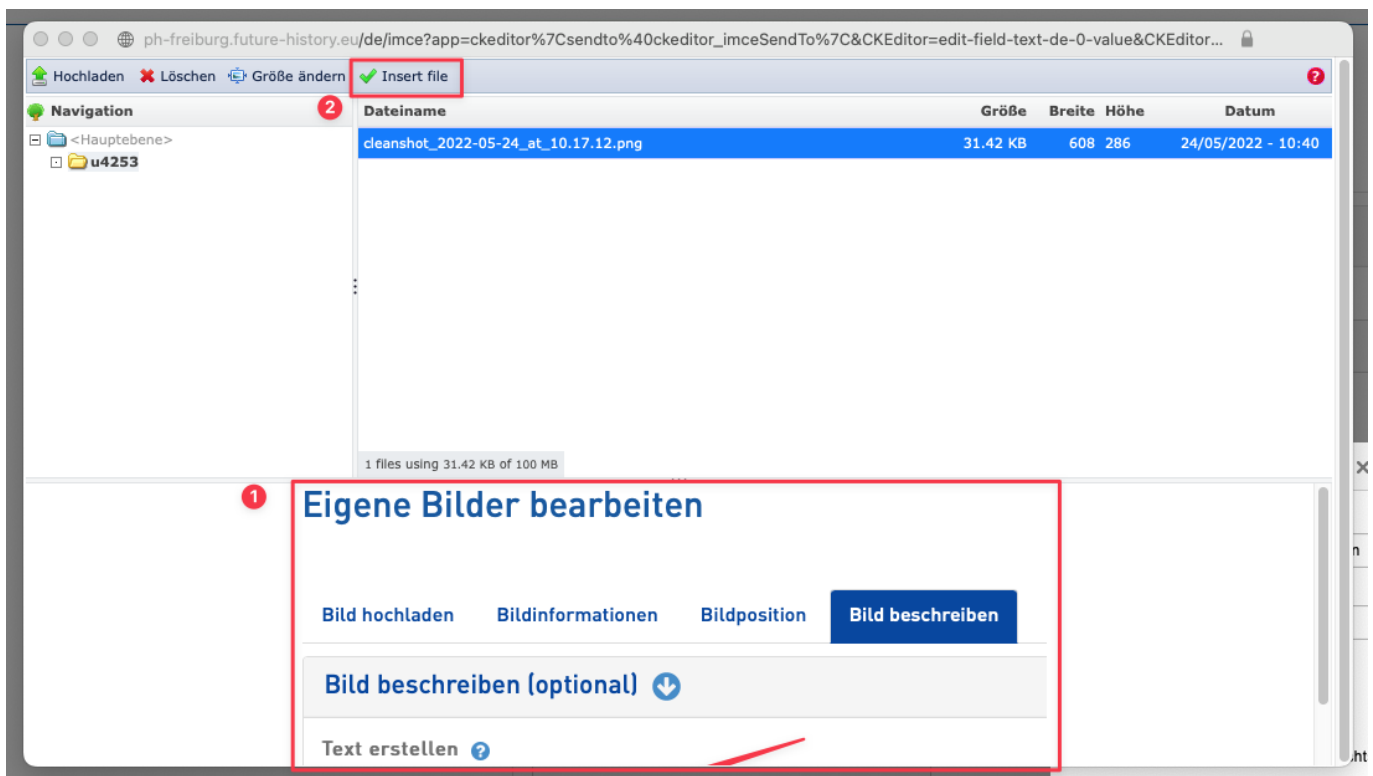 ph-freiburg.future-history.eu/de/imce?app=ckeditor%7Csendto%40ckeditor_imceSendTo%7C&CKEditor=edit-field-text-de-0-value&CKEditor...
Hochladen Löschen Größe ändern Insert file ?
Navigation 2 Dateiname Größe Breite Höhe Datum
<Hauptebene>
cleanshot_2022-05-24_at_10.17.12.png 31.42 KB 608 286 24/05/2022 - 10:40
u4253
1 files using 31.42 KB of 100 MB
1
Eigene Bilder bearbeiten
n
Bild hochladen Bildinformationen Bildposition Bild beschreiben
Bild beschreiben (optional)
Text erstellen ?
ht